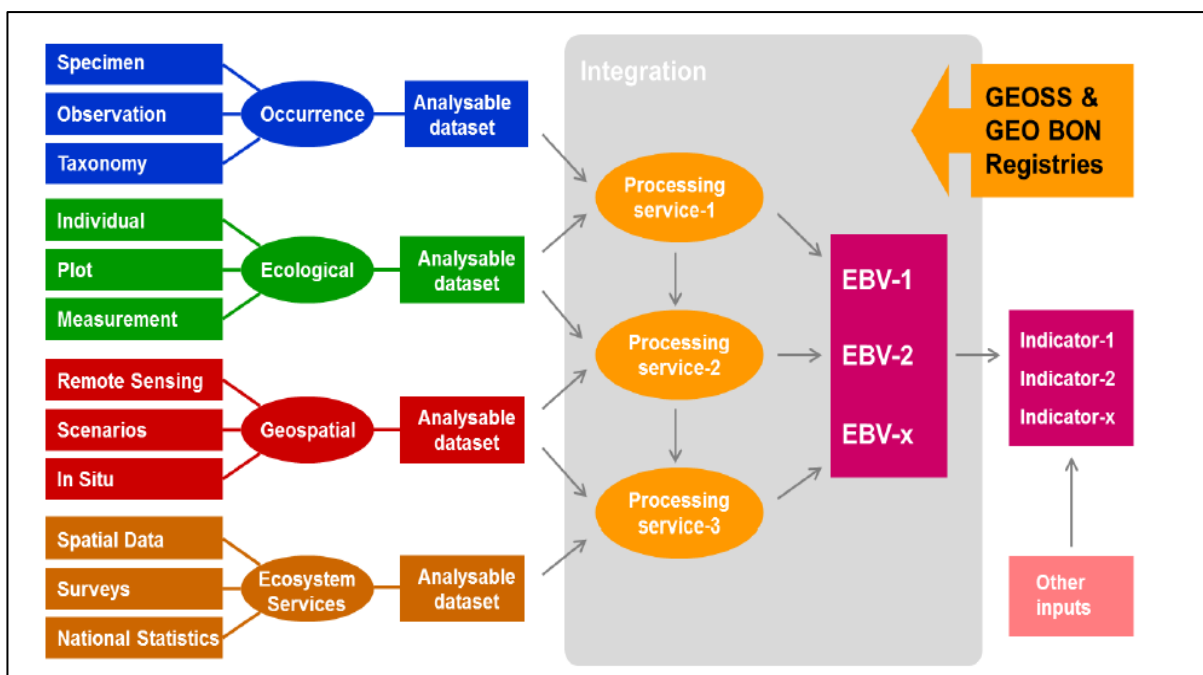 Specimen
Observation
Taxonomy
Occurrence
Analysable
dataset
Individual
Plot
Measurement
Ecological
Analysable
dataset
Remote Sensing
Scenarios
In Situ
Geospatial
Analysable
dataset
Spatial Data
Surveys
National Statistics
Ecosystem
Services
Analysable
dataset
Integration
Processing
service-1
Processing
service-2
Processing
service-3
EBV-1
EBV-2
EBV-x
GEOSS &
GEO BON
Registries
Indicator-1
Indicator-2
Indicator-x
Other
inputs